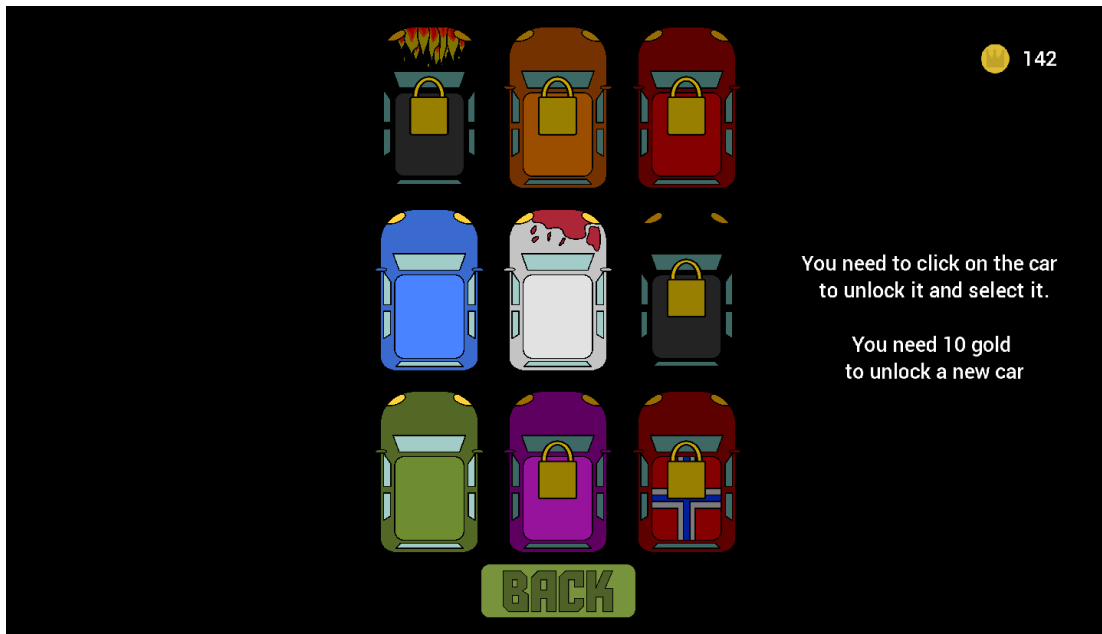 142
You need to click on the car
to unlock it and select it.
You need 10 gold
to unlock a new car
BACK